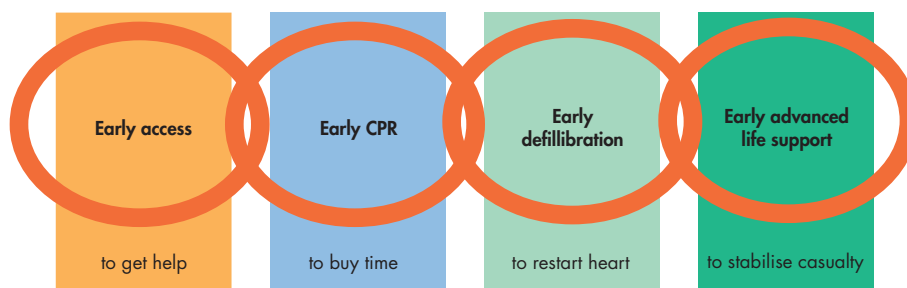 Early access
Early CPR
Early
defillibration
Early advanced
life support
to get help
to buy time
to restart heart
to stabilise casualty